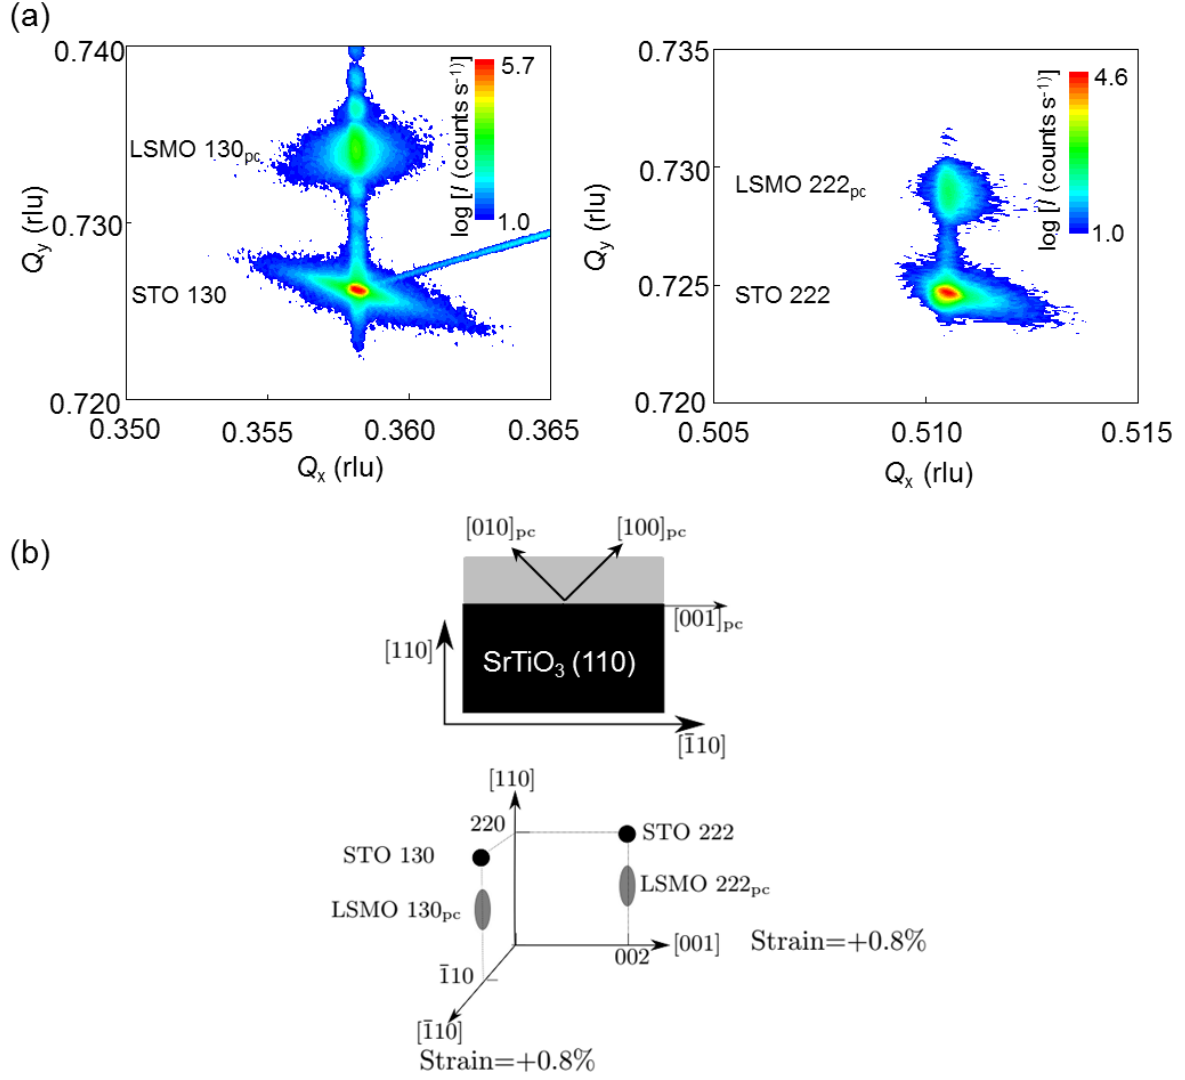 (a)
0.740
0.730
0.720
Qy (rlu)
LSMO 130pc
STO 130
5.7
1.0
log [I (counts s⁻¹)]
0.350
0.355
0.360
0.365
Qx (rlu)
0.735
0.730
0.725
0.720
Qy (rlu)
LSMO 222pc
STO 222
4.6
1.0
log [I (counts s⁻¹)]
0.505
0.510
0.515
Qx (rlu)
(b)
[010]pc
[100]pc
[001]pc
[110]
SrTiO₃ (110)
[1̄10]
[110]
220
STO 222
STO 130
LSMO 222pc
LSMO 130pc
002
[001]
Strain=+0.8%
1̄10
[1̄10]
Strain=+0.8%